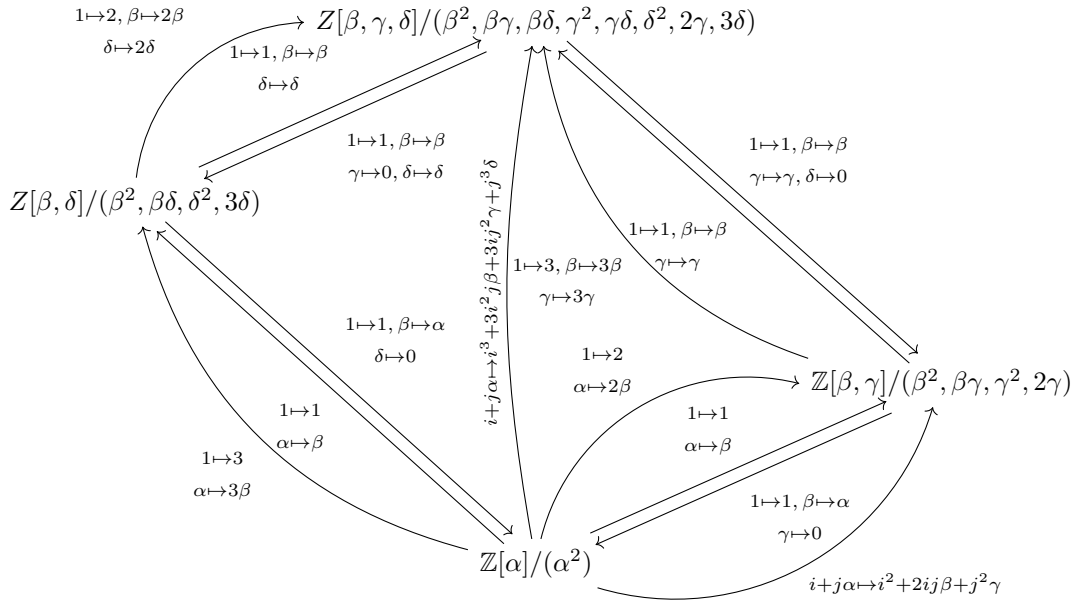 1↦2, β↦2β
δ↦2δ
Z[β, γ, δ]/(β², βγ, βδ, γ², γδ, δ², 2γ, 3δ)
1↦1, β↦β
δ↦δ
1↦1, β↦β
γ↦0, δ↦δ
1↦1, β↦β
γ↦γ, δ↦0
Z[β, δ]/(β², βδ, δ², 3δ)
i+jα↦i³+3i²jβ+3ij²γ+j³δ
1↦1, β↦β
γ↦γ
1↦3, β↦3β
γ↦3γ
1↦1, β↦α
δ↦0
1↦2
α↦2β
ℤ[β, γ]/(β², βγ, γ², 2γ)
1↦1
α↦β
1↦1
α↦β
1↦3
α↦3β
1↦1, β↦α
γ↦0
ℤ[α]/(α²)
i+jα↦i²+2ijβ+j²γ